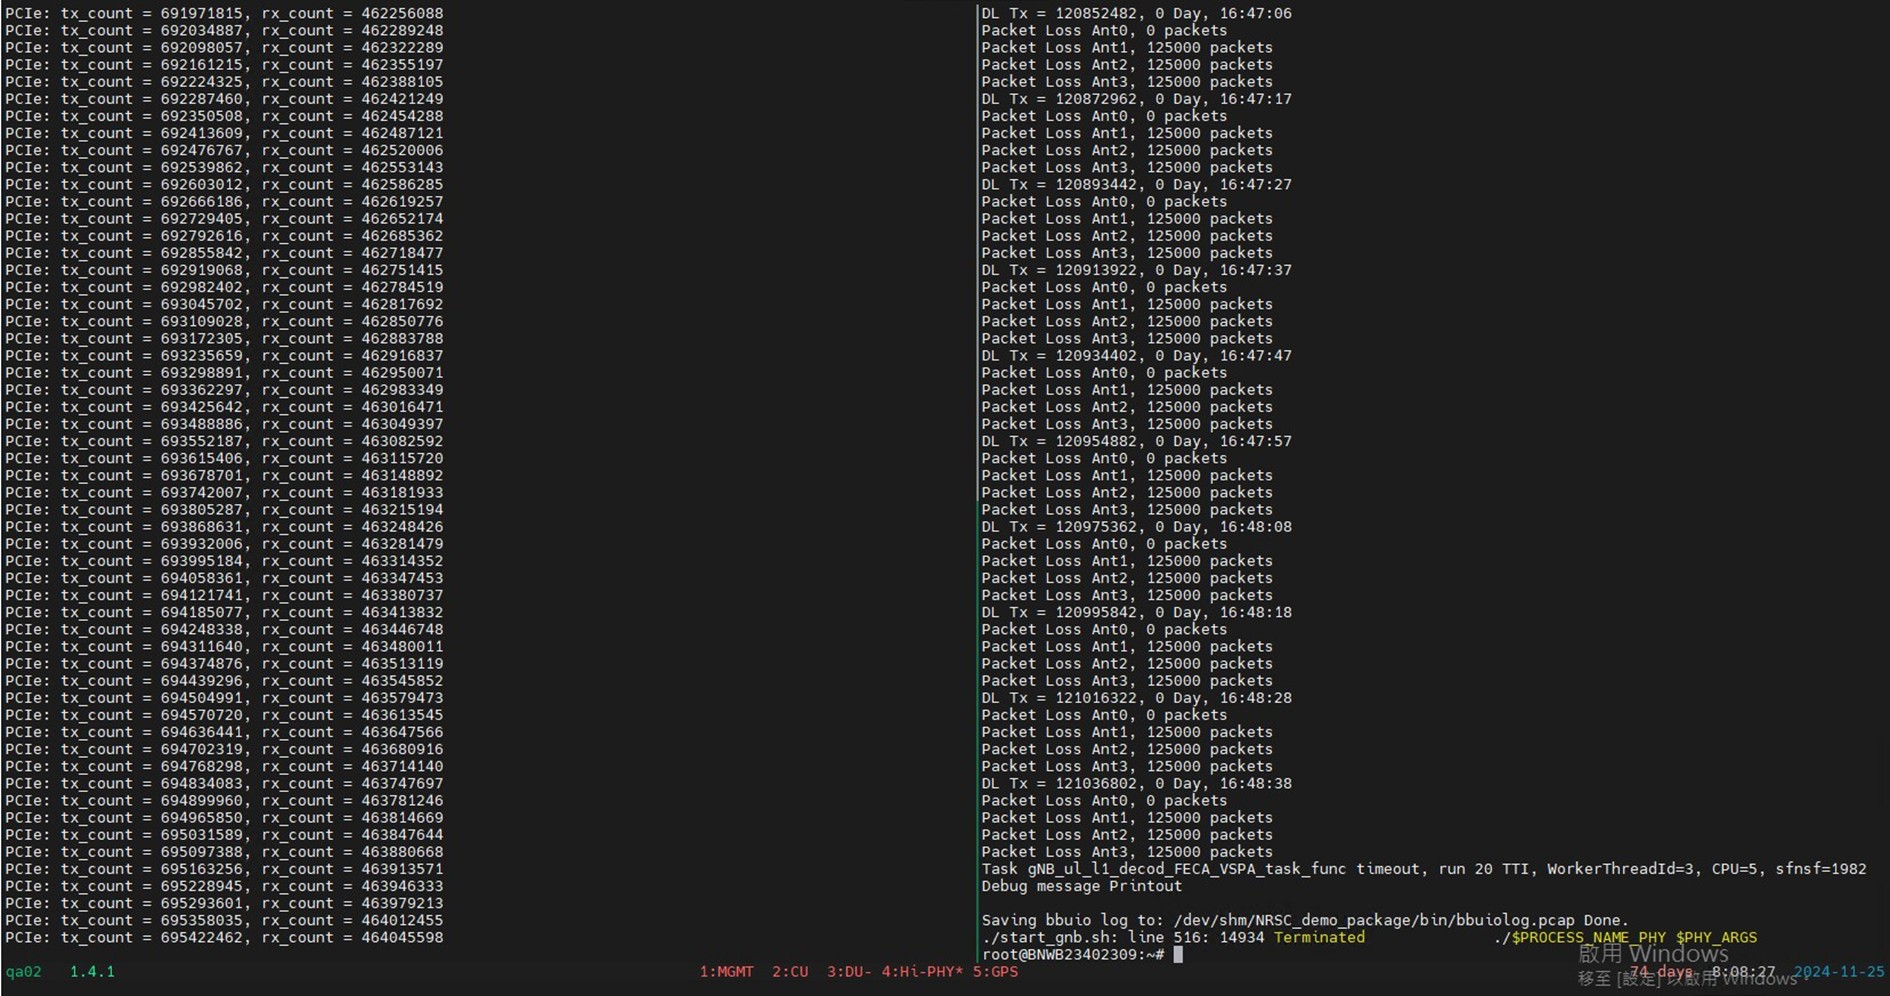 PCIe: tx_count = 691971815, rx_count = 462256088
PCIe: tx_count = 692034887, rx_count = 462289248
PCIe: tx_count = 692098057, rx_count = 462322289
PCIe: tx_count = 692161215, rx_count = 462355197
PCIe: tx_count = 692224325, rx_count = 462388105
PCIe: tx_count = 692287460, rx_count = 462421249
PCIe: tx_count = 692350508, rx_count = 462454288
PCIe: tx_count = 692413609, rx_count = 462487121
PCIe: tx_count = 692476767, rx_count = 462520006
PCIe: tx_count = 692539862, rx_count = 462553143
PCIe: tx_count = 692603012, rx_count = 462586285
PCIe: tx_count = 692666186, rx_count = 462619257
PCIe: tx_count = 692729405, rx_count = 462652174
PCIe: tx_count = 692792616, rx_count = 462685362
PCIe: tx_count = 692855842, rx_count = 462718477
PCIe: tx_count = 692919068, rx_count = 462751415
PCIe: tx_count = 692982402, rx_count = 462784519
PCIe: tx_count = 693045702, rx_count = 462817692
PCIe: tx_count = 693109028, rx_count = 462850776
PCIe: tx_count = 693172305, rx_count = 462883788
PCIe: tx_count = 693235659, rx_count = 462916837
PCIe: tx_count = 693298891, rx_count = 462950071
PCIe: tx_count = 693362297, rx_count = 462983349
PCIe: tx_count = 693425642, rx_count = 463016471
PCIe: tx_count = 693488886, rx_count = 463049397
PCIe: tx_count = 693552187, rx_count = 463082592
PCIe: tx_count = 693615406, rx_count = 463115720
PCIe: tx_count = 693678701, rx_count = 463148892
PCIe: tx_count = 693742007, rx_count = 463181933
PCIe: tx_count = 693805287, rx_count = 463215194
PCIe: tx_count = 693868631, rx_count = 463248426
PCIe: tx_count = 693932006, rx_count = 463281479
PCIe: tx_count = 693995184, rx_count = 463314352
PCIe: tx_count = 694058361, rx_count = 463347453
PCIe: tx_count = 694121741, rx_count = 463380737
PCIe: tx_count = 694185077, rx_count = 463413832
PCIe: tx_count = 694248338, rx_count = 463446748
PCIe: tx_count = 694311640, rx_count = 463480011
PCIe: tx_count = 694374876, rx_count = 463513119
PCIe: tx_count = 694439296, rx_count = 463545852
PCIe: tx_count = 694504991, rx_count = 463579473
PCIe: tx_count = 694570720, rx_count = 463613545
PCIe: tx_count = 694636441, rx_count = 463647566
PCIe: tx_count = 694702319, rx_count = 463680916
PCIe: tx_count = 694768298, rx_count = 463714140
PCIe: tx_count = 694834083, rx_count = 463747697
PCIe: tx_count = 694899960, rx_count = 463781246
PCIe: tx_count = 694965850, rx_count = 463814669
PCIe: tx_count = 695031589, rx_count = 463847644
PCIe: tx_count = 695097388, rx_count = 463880668
PCIe: tx_count = 695163256, rx_count = 463913571
PCIe: tx_count = 695228945, rx_count = 463946333
PCIe: tx_count = 695293601, rx_count = 463979213
PCIe: tx_count = 695358035, rx_count = 464012455
PCIe: tx_count = 695422462, rx_count = 464045598
DL Tx = 120852482, 0 Day, 16:47:06
Packet Loss Ant0, 0 packets
Packet Loss Ant1, 125000 packets
Packet Loss Ant2, 125000 packets
Packet Loss Ant3, 125000 packets
DL Tx = 120872962, 0 Day, 16:47:17
Packet Loss Ant0, 0 packets
Packet Loss Ant1, 125000 packets
Packet Loss Ant2, 125000 packets
Packet Loss Ant3, 125000 packets
DL Tx = 120893442, 0 Day, 16:47:27
Packet Loss Ant0, 0 packets
Packet Loss Ant1, 125000 packets
Packet Loss Ant2, 125000 packets
Packet Loss Ant3, 125000 packets
DL Tx = 120913922, 0 Day, 16:47:37
Packet Loss Ant0, 0 packets
Packet Loss Ant1, 125000 packets
Packet Loss Ant2, 125000 packets
Packet Loss Ant3, 125000 packets
DL Tx = 120934402, 0 Day, 16:47:47
Packet Loss Ant0, 0 packets
Packet Loss Ant1, 125000 packets
Packet Loss Ant2, 125000 packets
Packet Loss Ant3, 125000 packets
DL Tx = 120954882, 0 Day, 16:47:57
Packet Loss Ant0, 0 packets
Packet Loss Ant1, 125000 packets
Packet Loss Ant2, 125000 packets
Packet Loss Ant3, 125000 packets
DL Tx = 120975362, 0 Day, 16:48:08
Packet Loss Ant0, 0 packets
Packet Loss Ant1, 125000 packets
Packet Loss Ant2, 125000 packets
Packet Loss Ant3, 125000 packets
DL Tx = 120995842, 0 Day, 16:48:18
Packet Loss Ant0, 0 packets
Packet Loss Ant1, 125000 packets
Packet Loss Ant2, 125000 packets
Packet Loss Ant3, 125000 packets
DL Tx = 121016322, 0 Day, 16:48:28
Packet Loss Ant0, 0 packets
Packet Loss Ant1, 125000 packets
Packet Loss Ant2, 125000 packets
Packet Loss Ant3, 125000 packets
DL Tx = 121036802, 0 Day, 16:48:38
Packet Loss Ant0, 0 packets
Packet Loss Ant1, 125000 packets
Packet Loss Ant2, 125000 packets
Packet Loss Ant3, 125000 packets
Task gNB_ul_l1_decod_FECA_VSPA_task_func timeout, run 20 TTI, WorkerThreadId=3, CPU=5, sfnsf=1982
Debug message Printout
Saving bbuio log to: /dev/shm/NRSC_demo_package/bin/bbuiolog.pcap Done.
./start_gnb.sh: line 516: 14934 Terminated ./$PROCESS_NAME_PHY $PHY_ARGS
root@BNWB23402309:~#
啟用 Windows
移至 [設定] 以啟用 Windows。
qa02 1.4.1 1:MGMT 2:CU 3:DU- 4:Hi-PHY* 5:GPS 74 days 8:08:27 2024-11-25